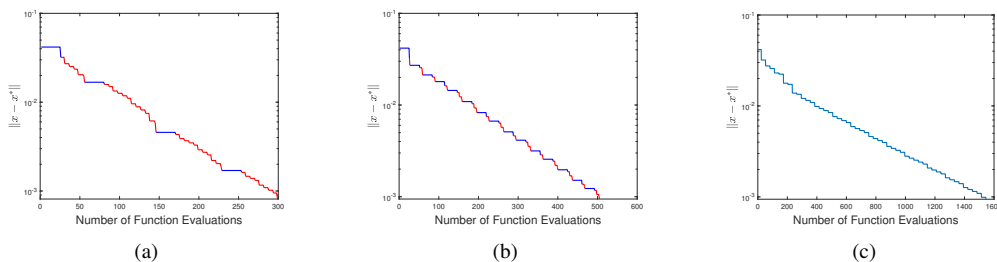 10^-1
10^-2
10^-3
||x − x*||
0 50 100 150 200 250 300
Number of Function Evaluations
(a)
10^-1
10^-2
10^-3
||x − x*||
0 100 200 300 400 500 600
Number of Function Evaluations
(b)
10^-1
10^-2
10^-3
||x − x*||
0 200 400 600 800 1000 1200 1400 1600
Number of Function Evaluations
(c)